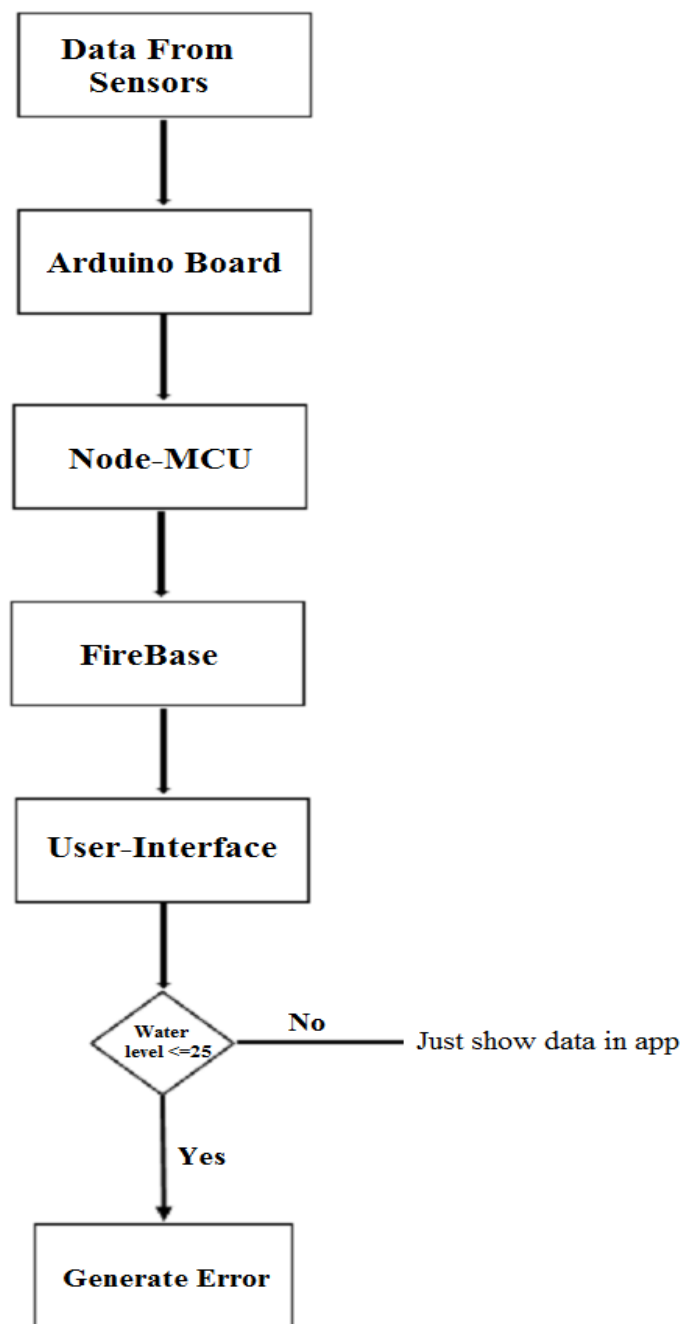 Data From
Sensors
Arduino Board
Node-MCU
FireBase
User-Interface
Water
level <=25
No
Just show data in app
Yes
Generate Error